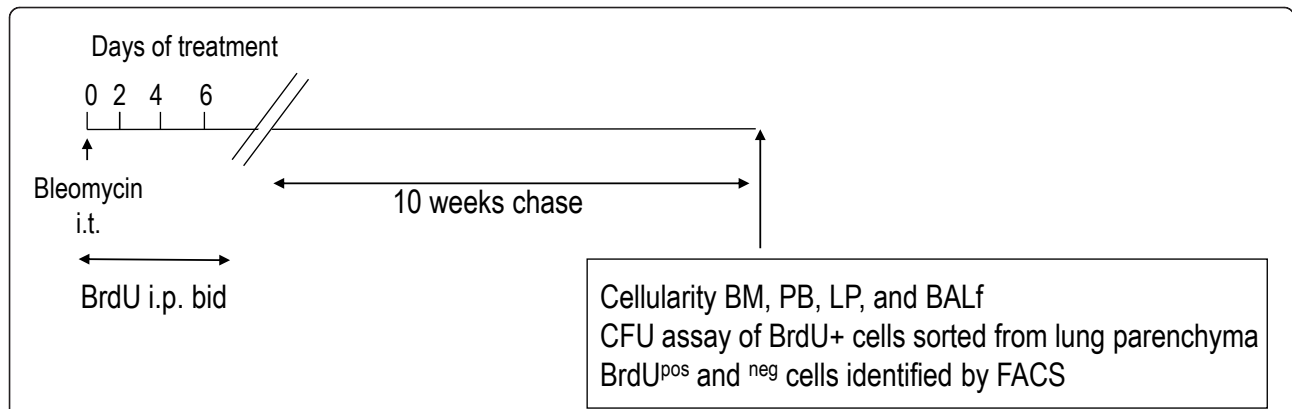 Days of treatment
0 2 4 6
Bleomycin
i.t.
10 weeks chase
BrdU i.p. bid
Cellularity BM, PB, LP, and BALf
CFU assay of BrdU+ cells sorted from lung parenchyma
BrdUpos and neg cells identified by FACS